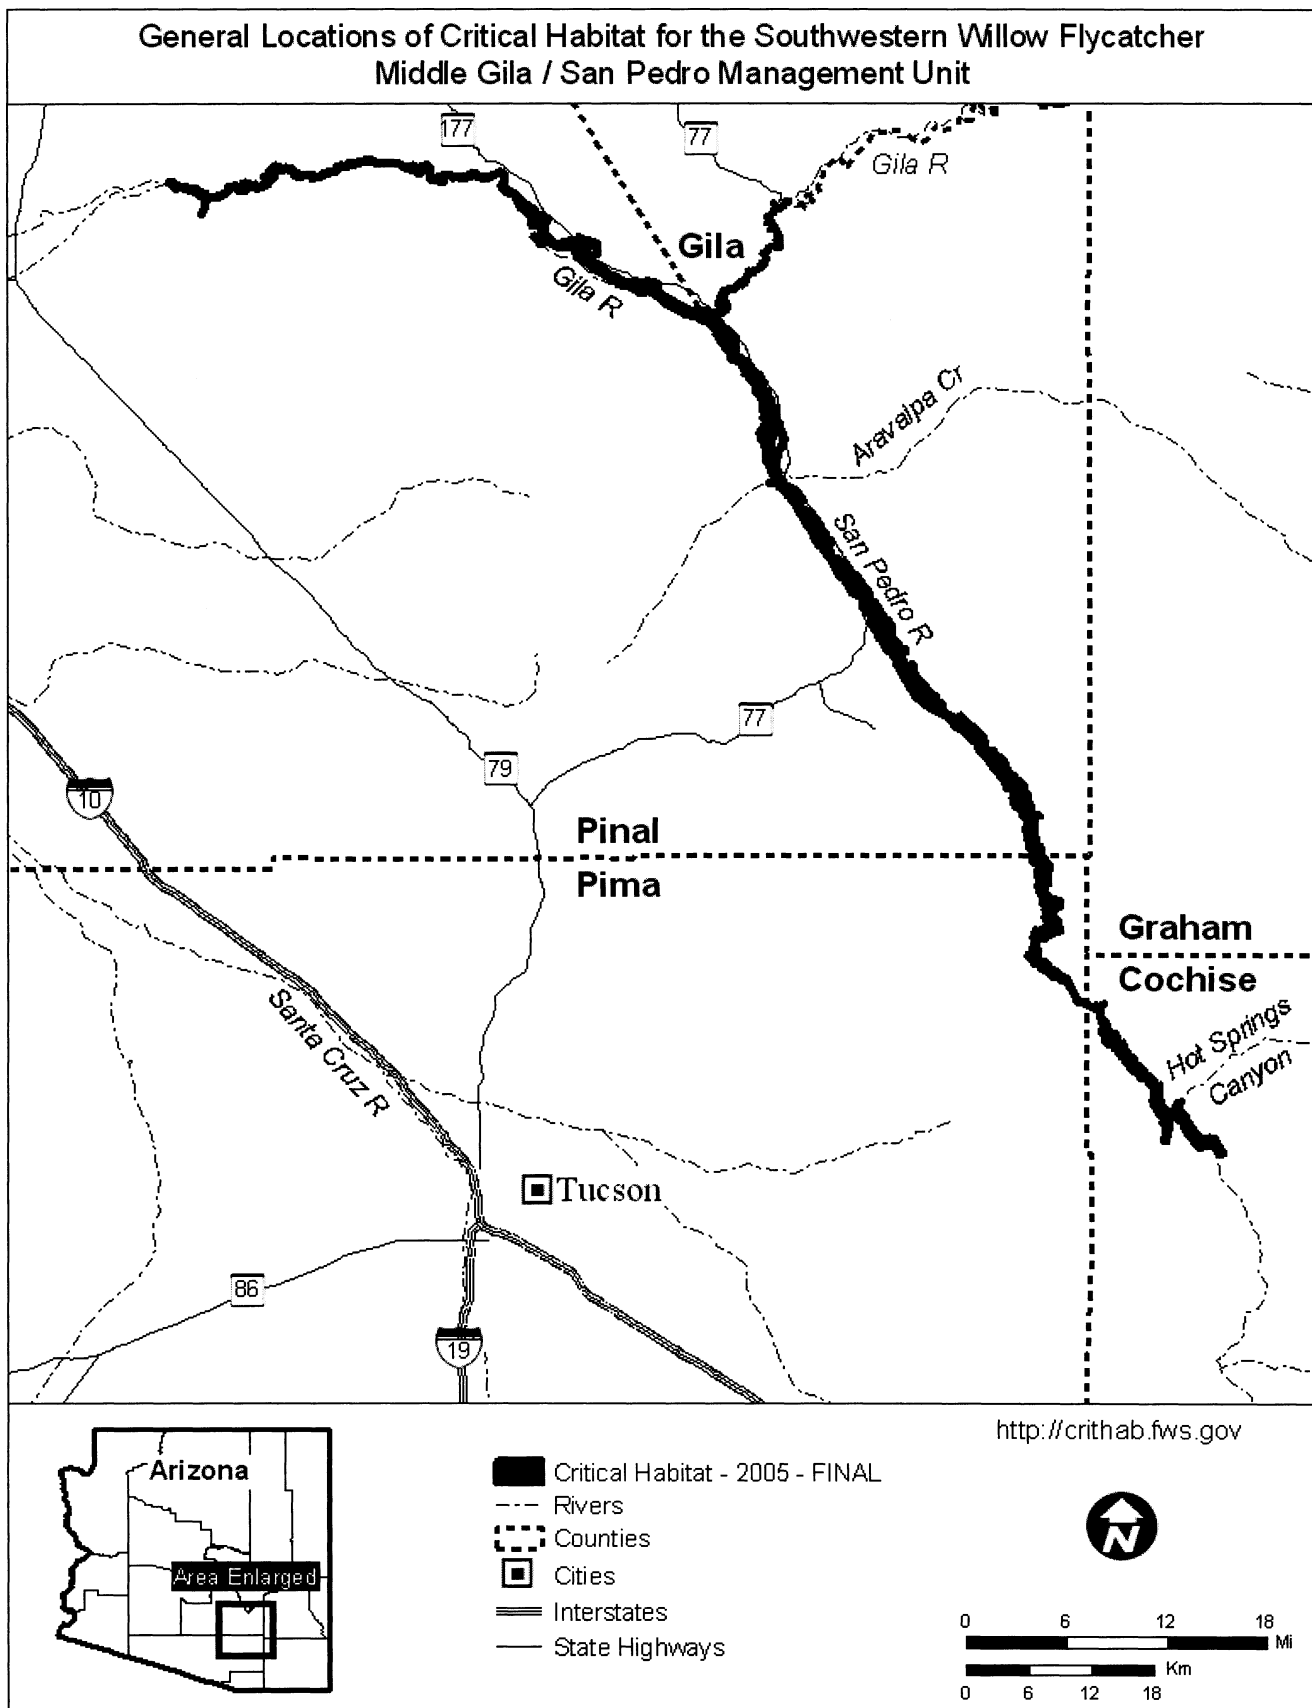 General Locations of Critical Habitat for the Southwestern Willow Flycatcher
Middle Gila / San Pedro Management Unit
177
77
Gila R
Gila
Gila R
Aravaipa Cr
San Pedro R
77
79
10
Pinal
Pima
Graham
Cochise
Hot Springs
Canyon
Santa Cruz R
Tucson
86
19
http://crithab.fws.gov
Arizona
Area Enlarged
Critical Habitat - 2005 - FINAL
Rivers
Counties
Cities
Interstates
State Highways
N
0 6 12 18
Mi
Km
0 6 12 18